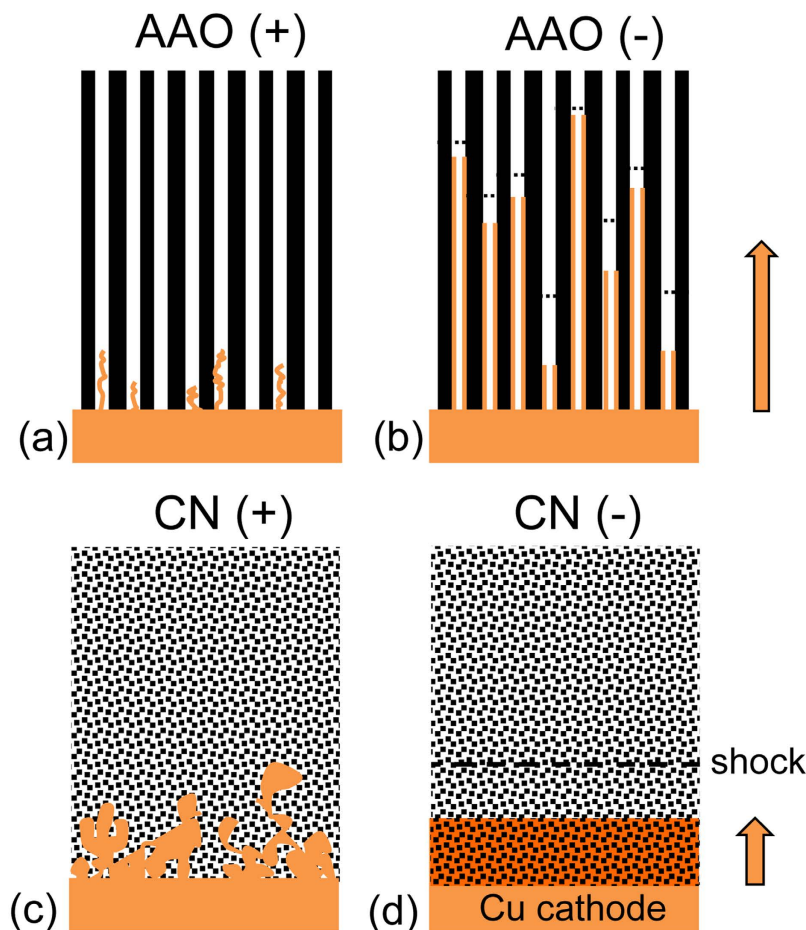 AAO (+)
AAO (-)
(a)
(b)
CN (+)
CN (-)
shock
(c)
(d)
Cu cathode